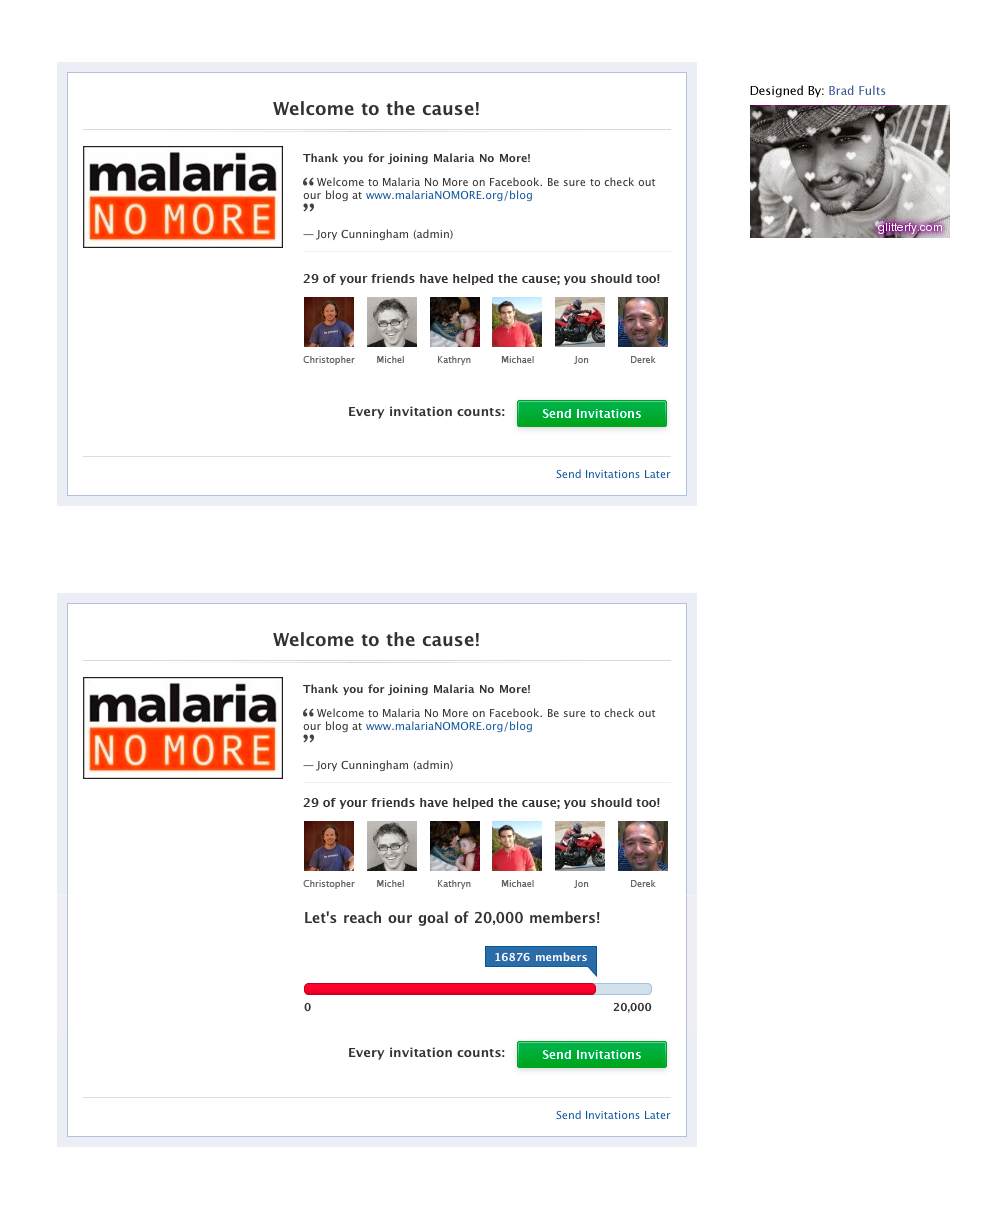 Welcome to the cause!
malaria
NO MORE
Thank you for joining Malaria No More!
“ Welcome to Malaria No More on Facebook. Be sure to check out
our blog at www.malariaNOMORE.org/blog
”
— Jory Cunningham (admin)
29 of your friends have helped the cause; you should too!
Christopher Michel Kathryn Michael Jon Derek
Every invitation counts: Send Invitations
Send Invitations Later
Designed By: Brad Fults
glitterfy.com
Welcome to the cause!
malaria
NO MORE
Thank you for joining Malaria No More!
“ Welcome to Malaria No More on Facebook. Be sure to check out
our blog at www.malariaNOMORE.org/blog
”
— Jory Cunningham (admin)
29 of your friends have helped the cause; you should too!
Christopher Michel Kathryn Michael Jon Derek
Let's reach our goal of 20,000 members!
16876 members
0 20,000
Every invitation counts: Send Invitations
Send Invitations Later